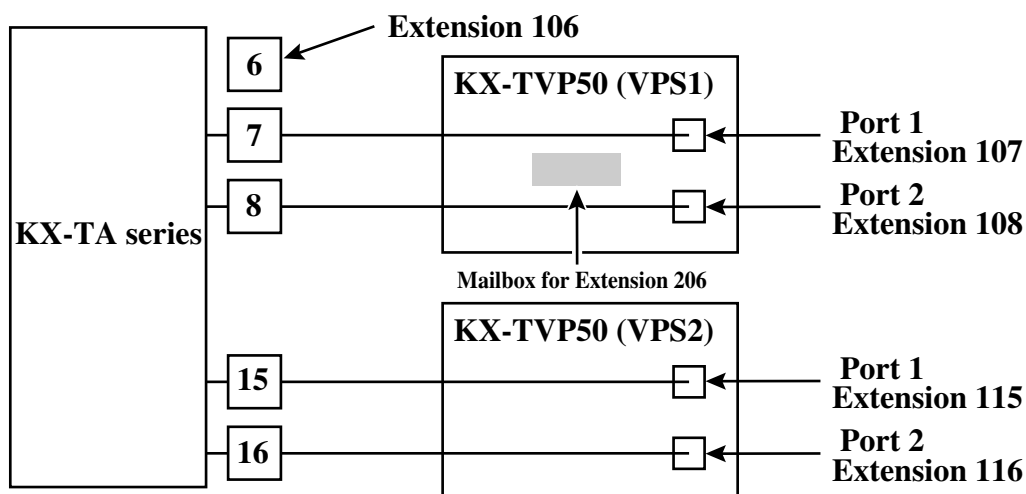 Extension 106
6
KX-TVP50 (VPS1)
7
Port 1
Extension 107
8
Port 2
Extension 108
KX-TA series
Mailbox for Extension 206
KX-TVP50 (VPS2)
15
Port 1
Extension 115
16
Port 2
Extension 116